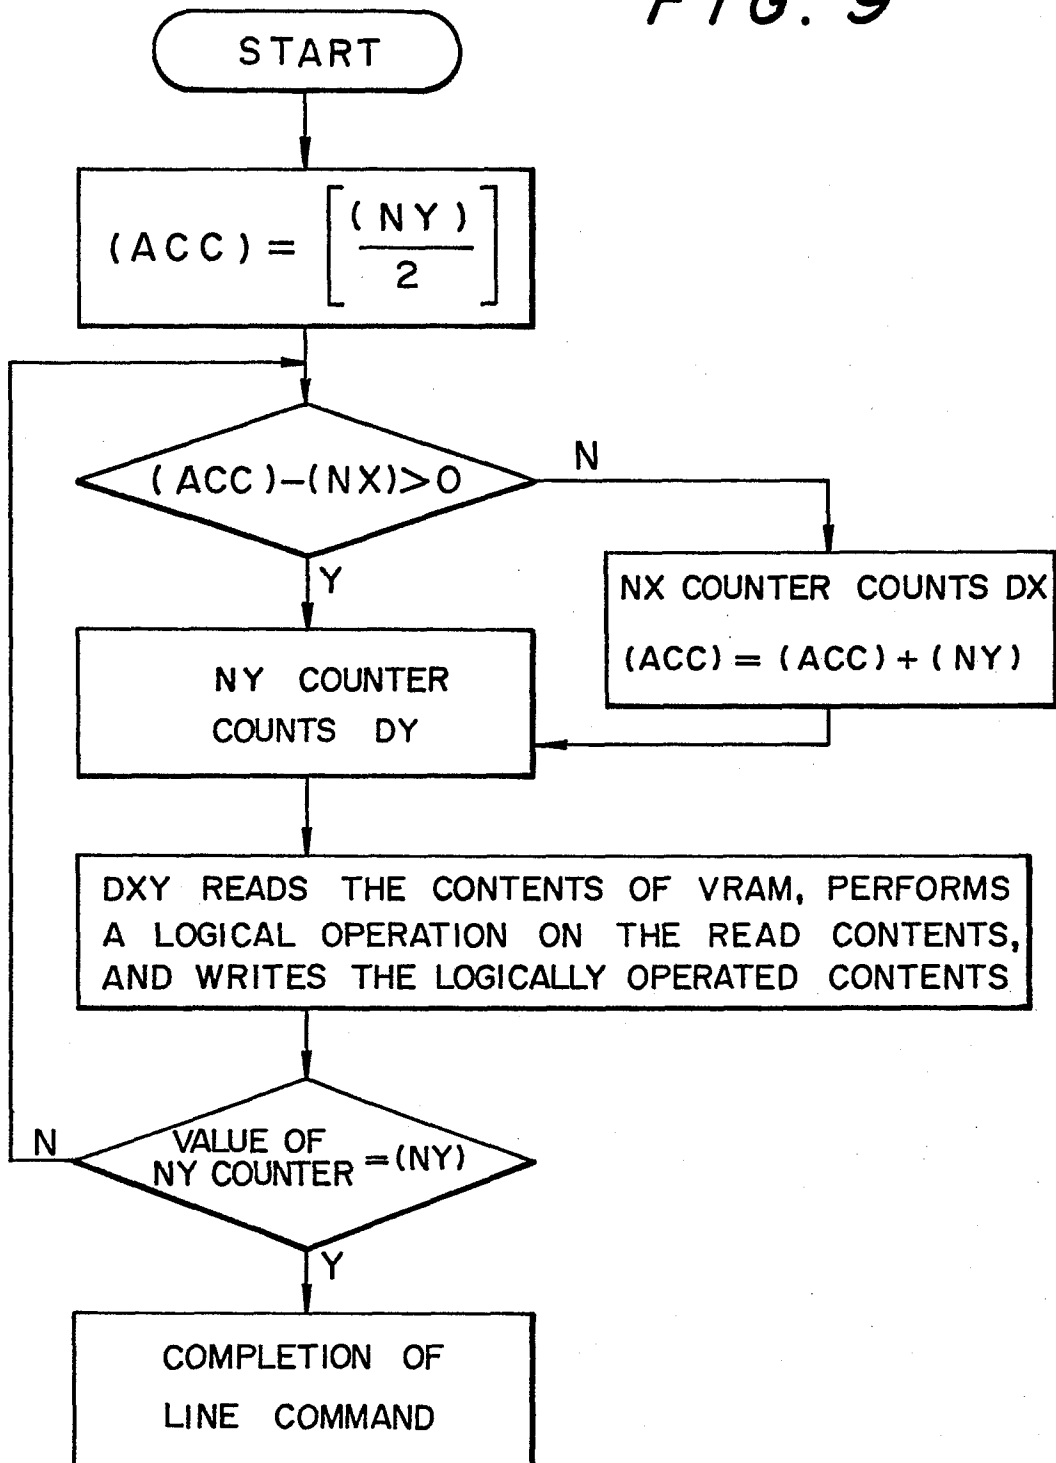 FIG. 9
START
(ACC) = [(NY)/2]
(ACC)-(NX)>0
N
Y
NX COUNTER COUNTS DX
(ACC) = (ACC) + (NY)
NY COUNTER
COUNTS DY
DXY READS THE CONTENTS OF VRAM, PERFORMS
A LOGICAL OPERATION ON THE READ CONTENTS,
AND WRITES THE LOGICALLY OPERATED CONTENTS
N
VALUE OF
NY COUNTER = (NY)
Y
COMPLETION OF
LINE COMMAND